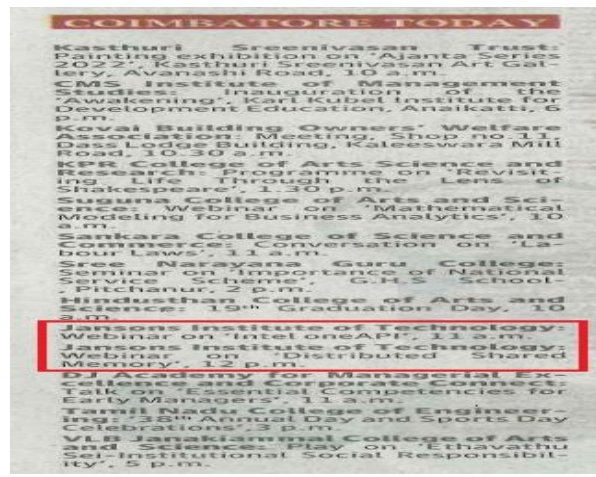 COIMBATORE TODAY
Kasthuri Sreenivasan Trust:
Painting exhibition on 'Ajanta Series
2022', Kasthuri Sreenivasan Art Gal-
lery, Avanashi Road, 10 a.m.
CMS Institute of Management
Studies: Inauguration of the
'Awakening', Karl Kubel Institute for
Development Education, Anaikatti, 6
p.m.
Kovai Building Owners' Welfare
Association: Meeting, Shop no.11,
Dass Lodge Building, Kaleeswara Mill
Road, 10.30 a.m.
KPR College of Arts Science and
Research: Programme on 'Revisit-
ing Life Through the Lens of
Shakespeare', 1.30 p.m.
Suguna College of Arts and Sci-
ence: Webinar on 'Mathematical
Modeling for Business Analytics', 10
a.m.
Sankara College of Science and
Commerce: Conversation on 'La-
bour Laws', 11 a.m.
Sree Narayana Guru College:
Seminar on 'Importance of National
Service Scheme', G.H.S School-
, Pitchanur, 2 p.m.
Hindusthan College of Arts and
Science: 19th Graduation Day, 10
a.m.
Jansons Institute of Technology:
Webinar on 'Intel oneAPI', 11 a.m.
Jansons Institute of Technology:
Webinar on 'Distributed Shared
Memory', 12 p.m.
DJ Academy for Managerial Ex-
cellence and Corporate Connect:
Talk on 'Essential Competencies for
Early Managers', 11 a.m.
Tamil Nadu College of Engineer-
ing: '38th Annual Day and Sports Day
Celebrations', 3 p.m.
VLB Janakiammal College of Arts
and Science: Play on 'Ethavathu
Sei-Institutional Social Responsibil-
ity', 5 p.m.